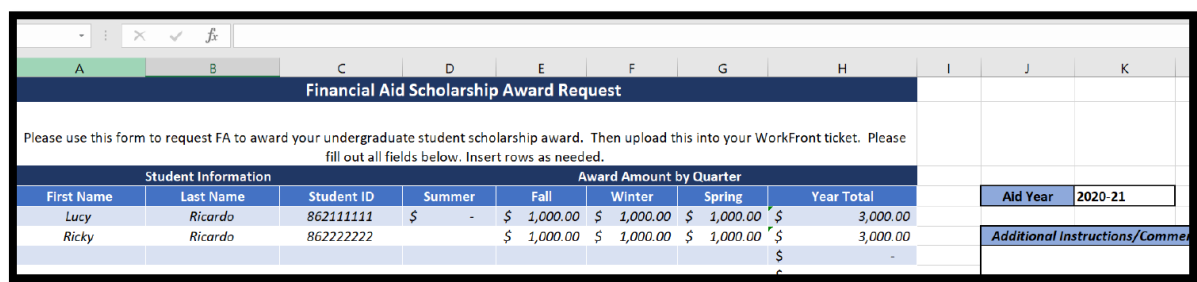 fx
A B C D E F G H I J K
Financial Aid Scholarship Award Request
Please use this form to request FA to award your undergraduate student scholarship award. Then upload this into your WorkFront ticket. Please
fill out all fields below. Insert rows as needed.
Student Information Award Amount by Quarter
First Name Last Name Student ID Summer Fall Winter Spring Year Total Aid Year 2020-21
Lucy Ricardo 862111111 $ - $ 1,000.00 $ 1,000.00 $ 1,000.00 $ 3,000.00
Ricky Ricardo 862222222 $ 1,000.00 $ 1,000.00 $ 1,000.00 $ 3,000.00 Additional Instructions/Commer
$ -